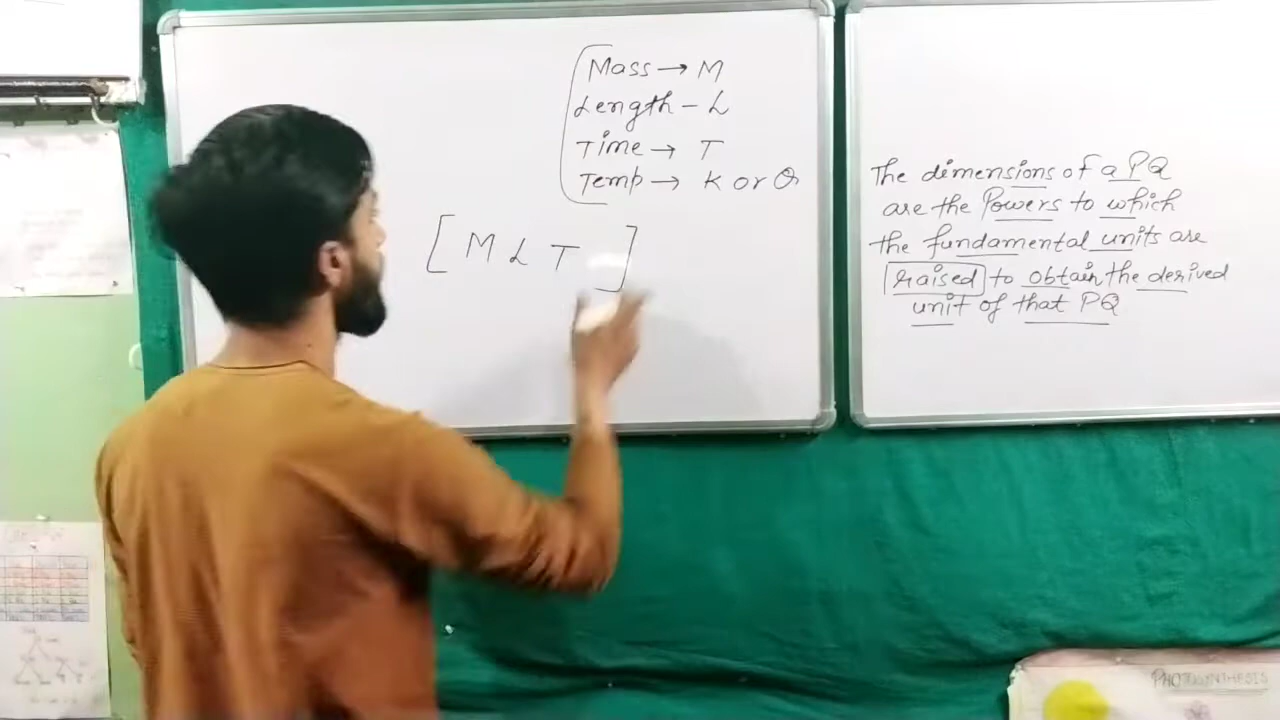 Mass → M
Length - L
Time → T
Temp → K or θ
[ M L T ]
The dimensions of a PQ
are the Powers to which
the fundamental units are
raised to obtain the derived
unit of that PQ
PHOTOSYNTHESIS